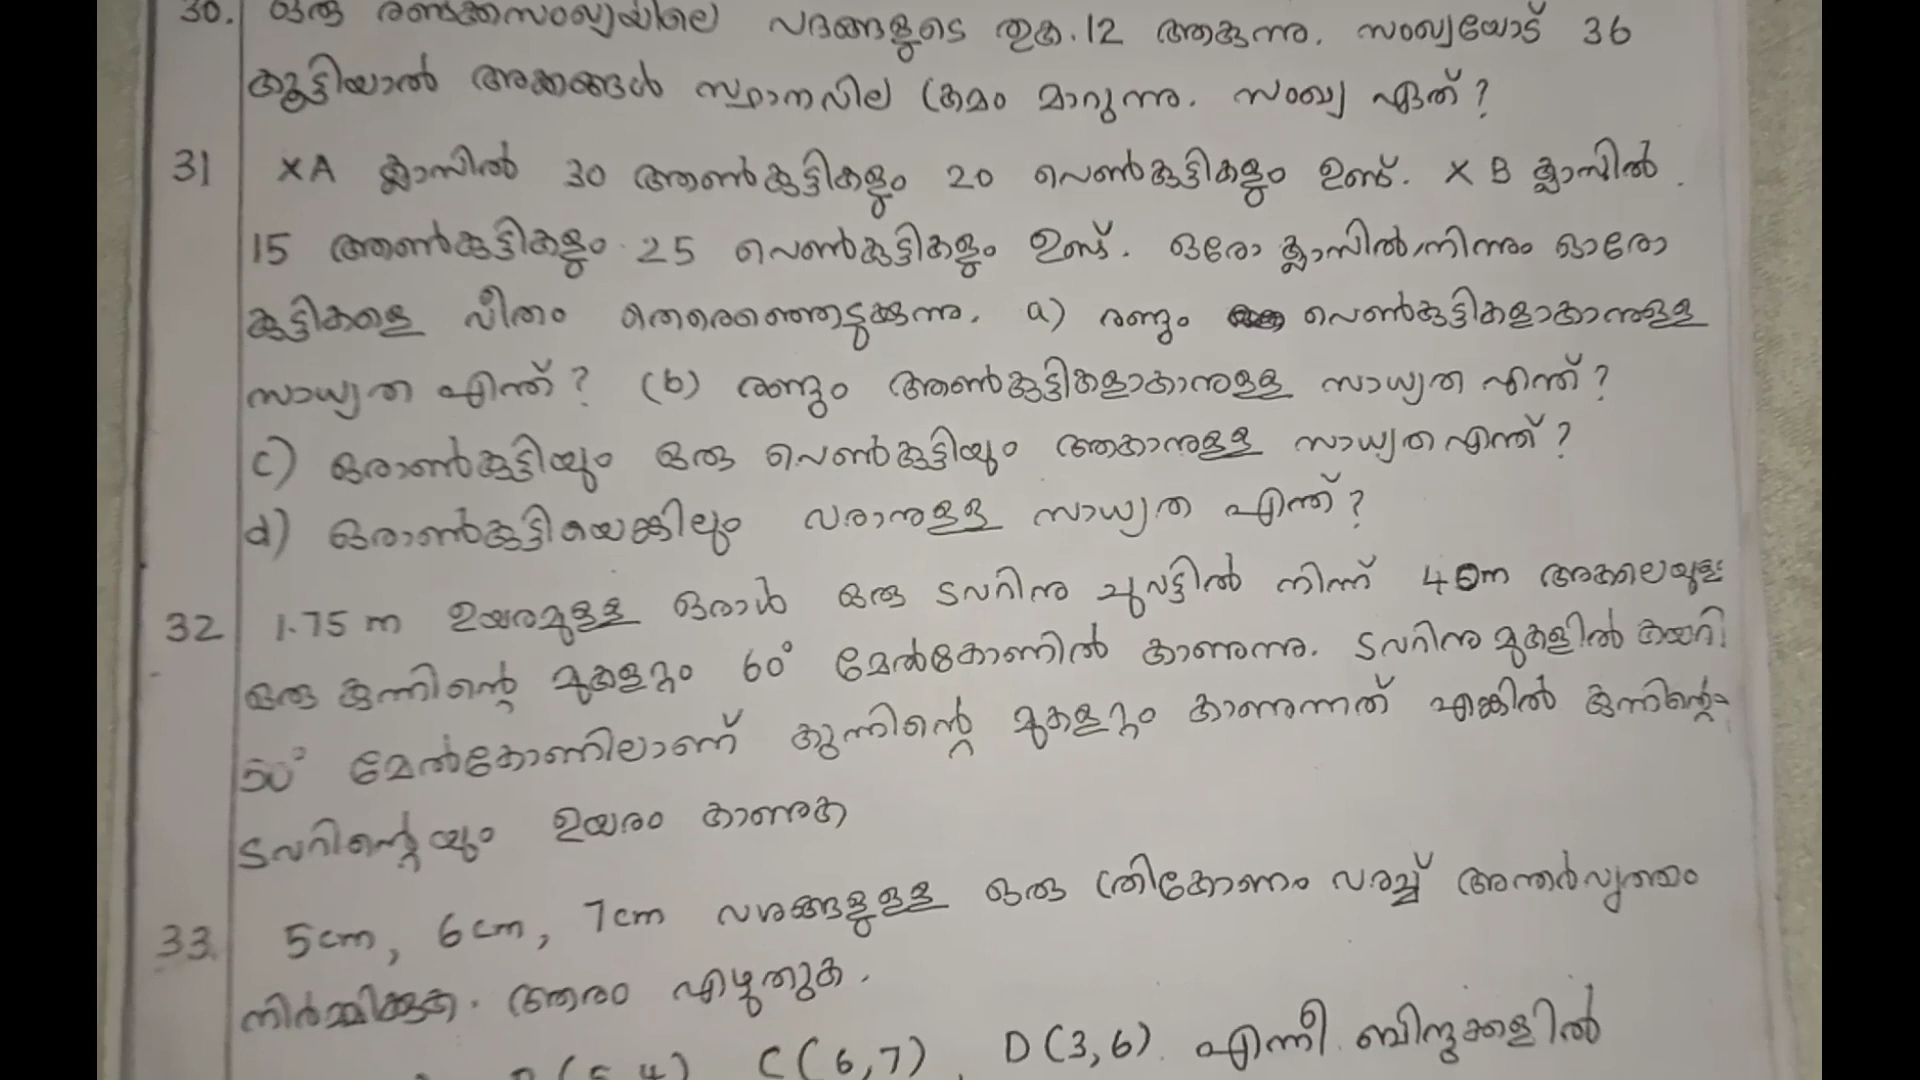 30. ഒരു രണ്ടക്കസംഖ്യയിലെ പദങ്ങളുടെ തുക. 12 ആകുന്നു. സംഖ്യയോട് 36
കൂട്ടിയാൽ അക്കങ്ങൾ സ്ഥാനവില ക്രമം മാറുന്നു. സംഖ്യ ഏത്?
31 XA ക്ലാസിൽ 30 ആൺകുട്ടികളും 20 പെൺകുട്ടികളും ഉണ്ട്. X B ക്ലാസിൽ
15 ആൺകുട്ടികളും 25 പെൺകുട്ടികളും ഉണ്ട്. ഒരോ ക്ലാസിൽനിന്നും ഓരോ
കുട്ടികളെ വീതം തെരെഞ്ഞെടുക്കുന്നു. a) രണ്ടും പെൺകുട്ടികളാകാനുള്ള
സാധ്യത എന്ത്? (b) രണ്ടും ആൺകുട്ടികളാകാനുള്ള സാധ്യത എന്ത്?
c) ഒരാൺകുട്ടിയും ഒരു പെൺകുട്ടിയും ആകാനുള്ള സാധ്യത എന്ത്?
d) ഒരാൺകുട്ടിയെങ്കിലും വരാനുള്ള സാധ്യത എന്ത്?
32 1.75 m ഉയരമുള്ള ഒരാൾ ഒരു ടവറിനു ചുവട്ടിൽ നിന്ന് 40m അകലെയുള്ള
ഒരു കുന്നിന്റെ മുകളറ്റം 60° മേൽകോണിൽ കാണുന്നു. ടവറിനു മുകളിൽ കയറി
50° മേൽകോണിലാണ് കുന്നിന്റെ മുകളറ്റം കാണുന്നത് എങ്കിൽ കുന്നിന്റെ
ടവറിന്റെയും ഉയരം കാണുക
33. 5cm, 6cm, 7cm വശങ്ങളുള്ള ഒരു ത്രികോണം വരച്ച് അന്തർവൃത്തം
നിർമ്മിക്കുക. ആരം എഴുതുക.
C(6,7), D(3,6). എന്നീ ബിന്ദുക്കളിൽ